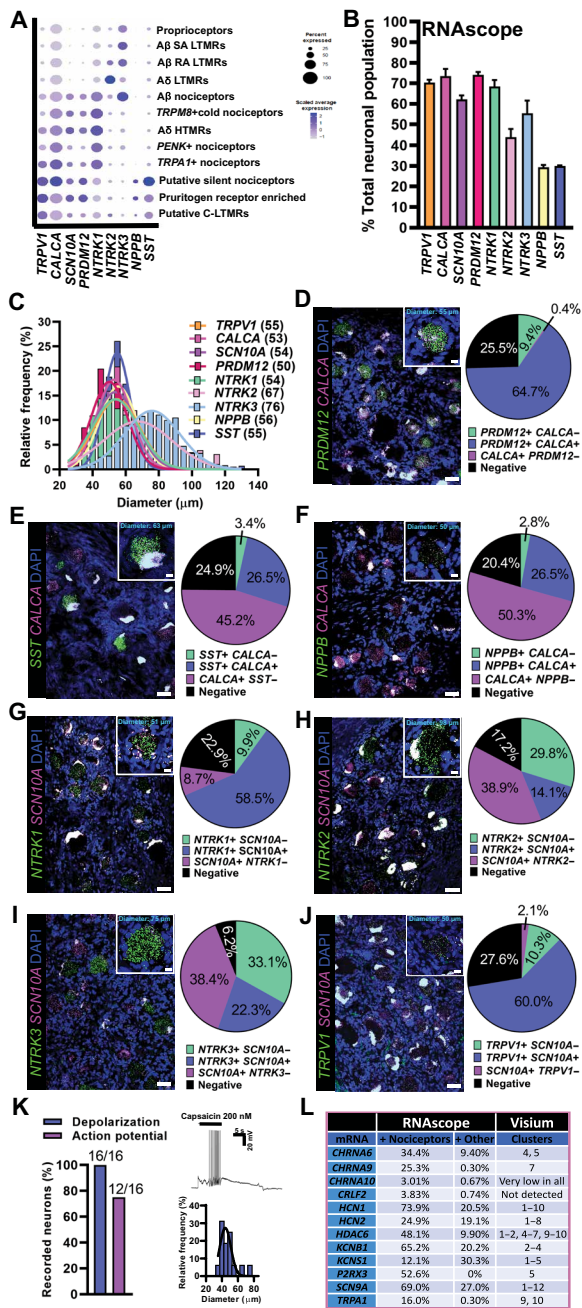 A
Proprioceptors
Aβ SA LTMRs
Aβ RA LTMRs
Aδ LTMRs
Aβ nociceptors
TRPM8+cold nociceptors
Aδ HTMRs
PENK+ nociceptors
TRPA1+ nociceptors
Putative silent nociceptors
Pruritogen receptor enriched
Putative C-LTMRs
TRPV1
CALCA
SCN10A
PRDM12
NTRK1
NTRK2
NTRK3
NPPB
SST
Percent expressed
25
50
75
100
Scaled average expression
2
1
0
−1
B
RNAscope
% Total neuronal population
100
90
80
70
60
50
40
30
20
10
0
TRPV1
CALCA
SCN10A
PRDM12
NTRK1
NTRK2
NTRK3
NPPB
SST
C
Relative frequency (%)
30
25
20
15
10
5
0
20 40 60 80 100 120 140
Diameter (μm)
TRPV1 (55)
CALCA (53)
SCN10A (54)
PRDM12 (50)
NTRK1 (54)
NTRK2 (67)
NTRK3 (76)
NPPB (56)
SST (55)
D
PRDM12 CALCA DAPI
Diameter: 55 μm
0.4%
9.4%
25.5%
64.7%
PRDM12+ CALCA−
PRDM12+ CALCA+
CALCA+ PRDM12−
Negative
E
SST CALCA DAPI
Diameter: 63 μm
3.4%
24.9%
26.5%
45.2%
SST+ CALCA−
SST+ CALCA+
CALCA+ SST−
Negative
F
NPPB CALCA DAPI
Diameter: 50 μm
2.8%
20.4%
26.5%
50.3%
NPPB+ CALCA−
NPPB+ CALCA+
CALCA+ NPPB−
Negative
G
NTRK1 SCN10A DAPI
Diameter: 51 μm
22.9%
9.9%
8.7%
58.5%
NTRK1+ SCN10A−
NTRK1+ SCN10A+
SCN10A+ NTRK1−
Negative
H
NTRK2 SCN10A DAPI
17.2%
29.8%
38.9%
14.1%
NTRK2+ SCN10A−
NTRK2+ SCN10A+
SCN10A+ NTRK2−
Negative
I
NTRK3 SCN10A DAPI
Diameter: 75 μm
6.2%
33.1%
38.4%
22.3%
NTRK3+ SCN10A−
NTRK3+ SCN10A+
SCN10A+ NTRK3−
Negative
J
TRPV1 SCN10A DAPI
Diameter: 50 μm
2.1%
10.3%
27.6%
60.0%
TRPV1+ SCN10A−
TRPV1+ SCN10A+
SCN10A+ TRPV1−
Negative
K
Depolarization
Action potential
Recorded neurons (%)
100
80
60
40
20
0
16/16
12/16
Capsaicin 200 nM
5 s
20 mV
Relative frequency (%)
40
30
20
10
0
20 40 60 80
Diameter (μm)
L
RNAscope Visium
mRNA + Nociceptors + Other Clusters
CHRNA6 34.4% 9.40% 4, 5
CHRNA9 25.3% 0.30% 7
CHRNA10 3.01% 0.67% Very low in all
CRLF2 3.83% 0.74% Not detected
HCN1 73.9% 20.5% 1–10
HCN2 24.9% 19.1% 1–8
HDAC6 48.1% 9.90% 1–2, 4–7, 9–10
KCNB1 65.2% 20.2% 2–4
KCNS1 12.1% 30.3% 1–5
P2RX3 52.6% 0% 5
SCN9A 69.0% 27.0% 1–12
TRPA1 16.0% 0.30% 9, 10